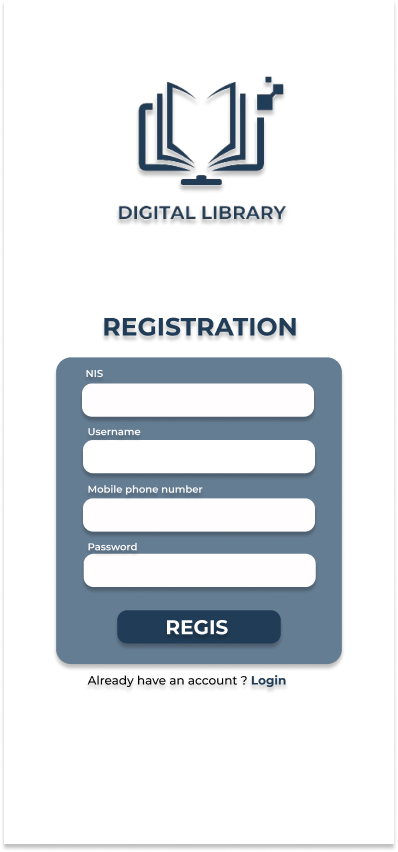 DIGITAL LIBRARY
REGISTRATION
NIS
Username
Mobile phone number
Password
REGIS
Already have an account ? Login